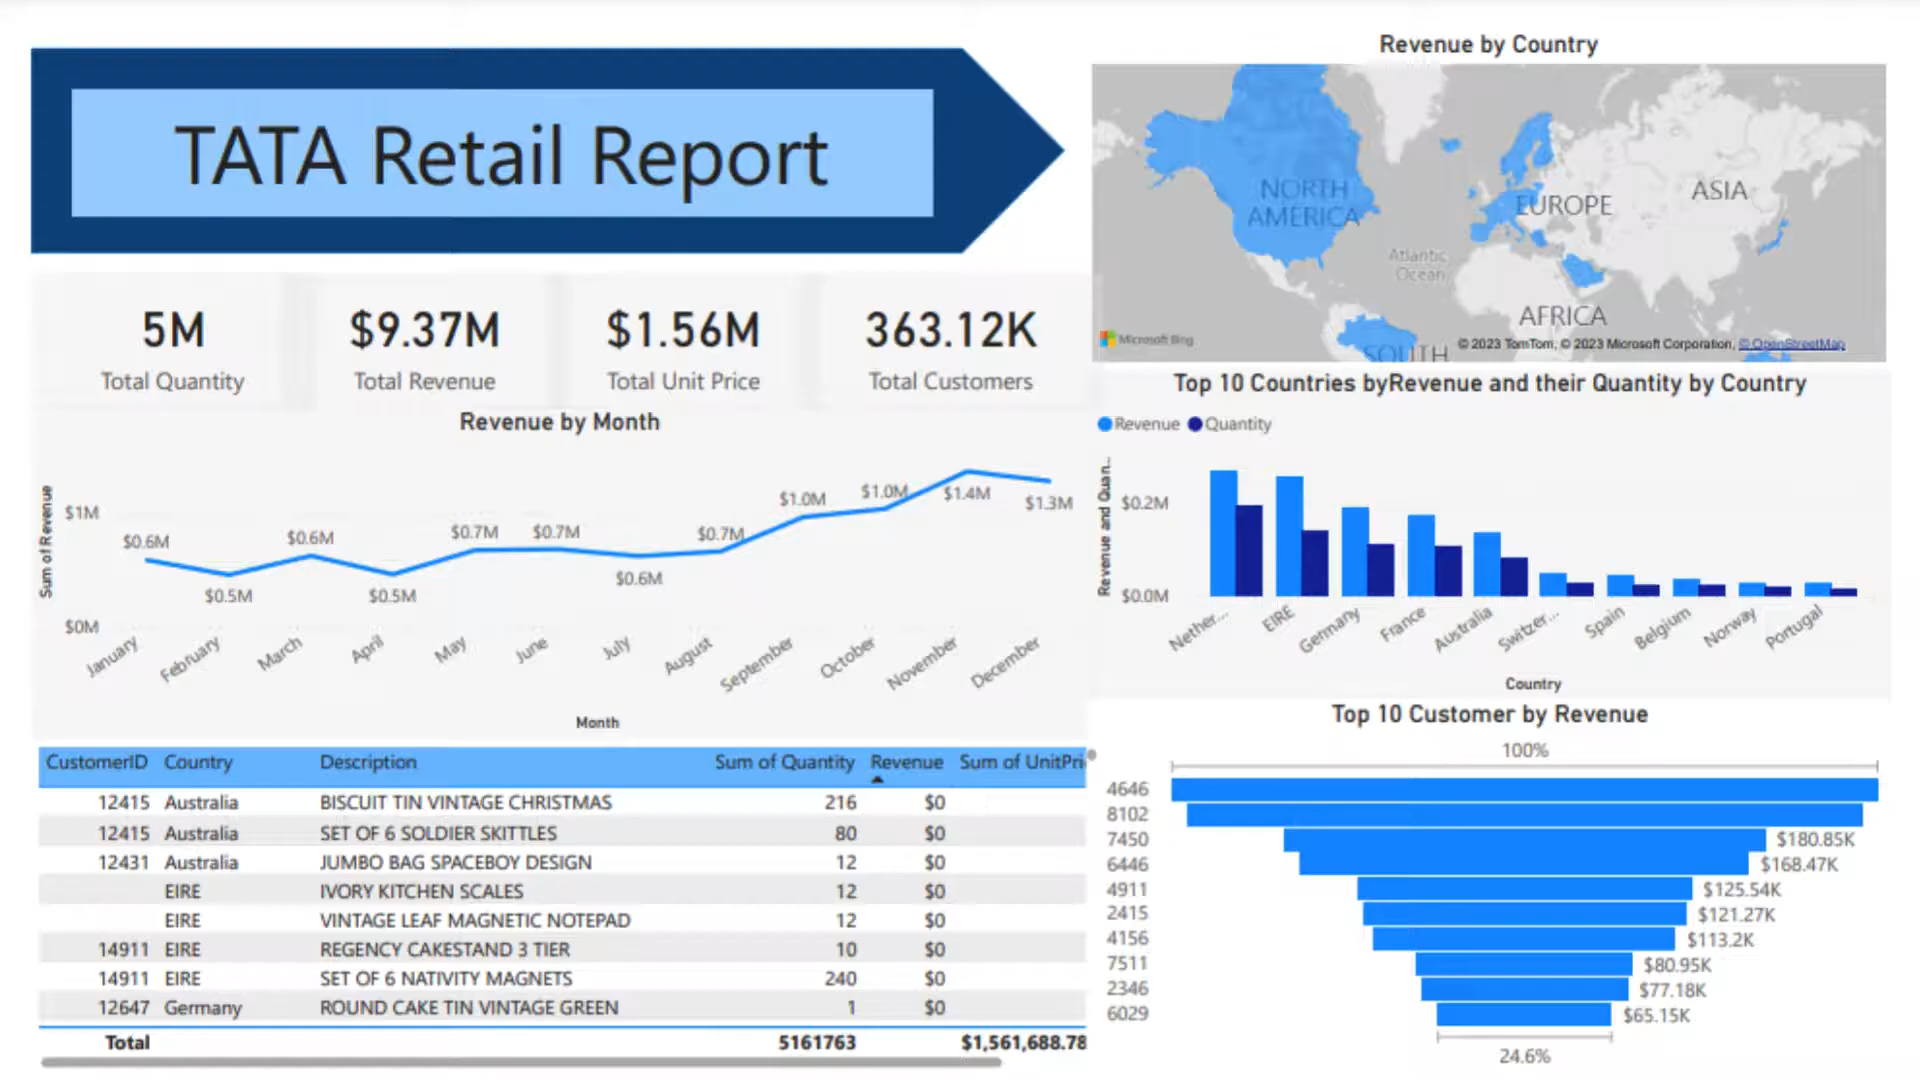 TATA Retail Report
5M
Total Quantity
$9.37M
Total Revenue
$1.56M
Total Unit Price
363.12K
Total Customers
Revenue by Month
Sum of Revenue
$1M
$0M
$0.6M
$0.5M
$0.6M
$0.5M
$0.7M
$0.7M
$0.6M
$0.7M
$1.0M
$1.0M
$1.4M
$1.3M
January
February
March
April
May
June
July
August
September
October
November
December
Month
CustomerID Country Description Sum of Quantity Revenue Sum of UnitPri
12415 Australia BISCUIT TIN VINTAGE CHRISTMAS 216 $0
12415 Australia SET OF 6 SOLDIER SKITTLES 80 $0
12431 Australia JUMBO BAG SPACEBOY DESIGN 12 $0
EIRE IVORY KITCHEN SCALES 12 $0
EIRE VINTAGE LEAF MAGNETIC NOTEPAD 12 $0
14911 EIRE REGENCY CAKESTAND 3 TIER 10 $0
14911 EIRE SET OF 6 NATIVITY MAGNETS 240 $0
12647 Germany ROUND CAKE TIN VINTAGE GREEN 1 $0
Total 5161763 $1,561,688.78
Revenue by Country
NORTH
AMERICA
EUROPE
ASIA
Atlantic
Ocean
AFRICA
SOUTH
Microsoft Bing
© 2023 TomTom, © 2023 Microsoft Corporation, © OpenStreetMap
Top 10 Countries byRevenue and their Quantity by Country
Revenue Quantity
Revenue and Quan...
$0.2M
$0.0M
Nether...
EIRE
Germany
France
Australia
Switzer...
Spain
Belgium
Norway
Portugal
Country
Top 10 Customer by Revenue
100%
4646
8102
7450 $180.85K
6446 $168.47K
4911 $125.54K
2415 $121.27K
4156 $113.2K
7511 $80.95K
2346 $77.18K
6029 $65.15K
24.6%